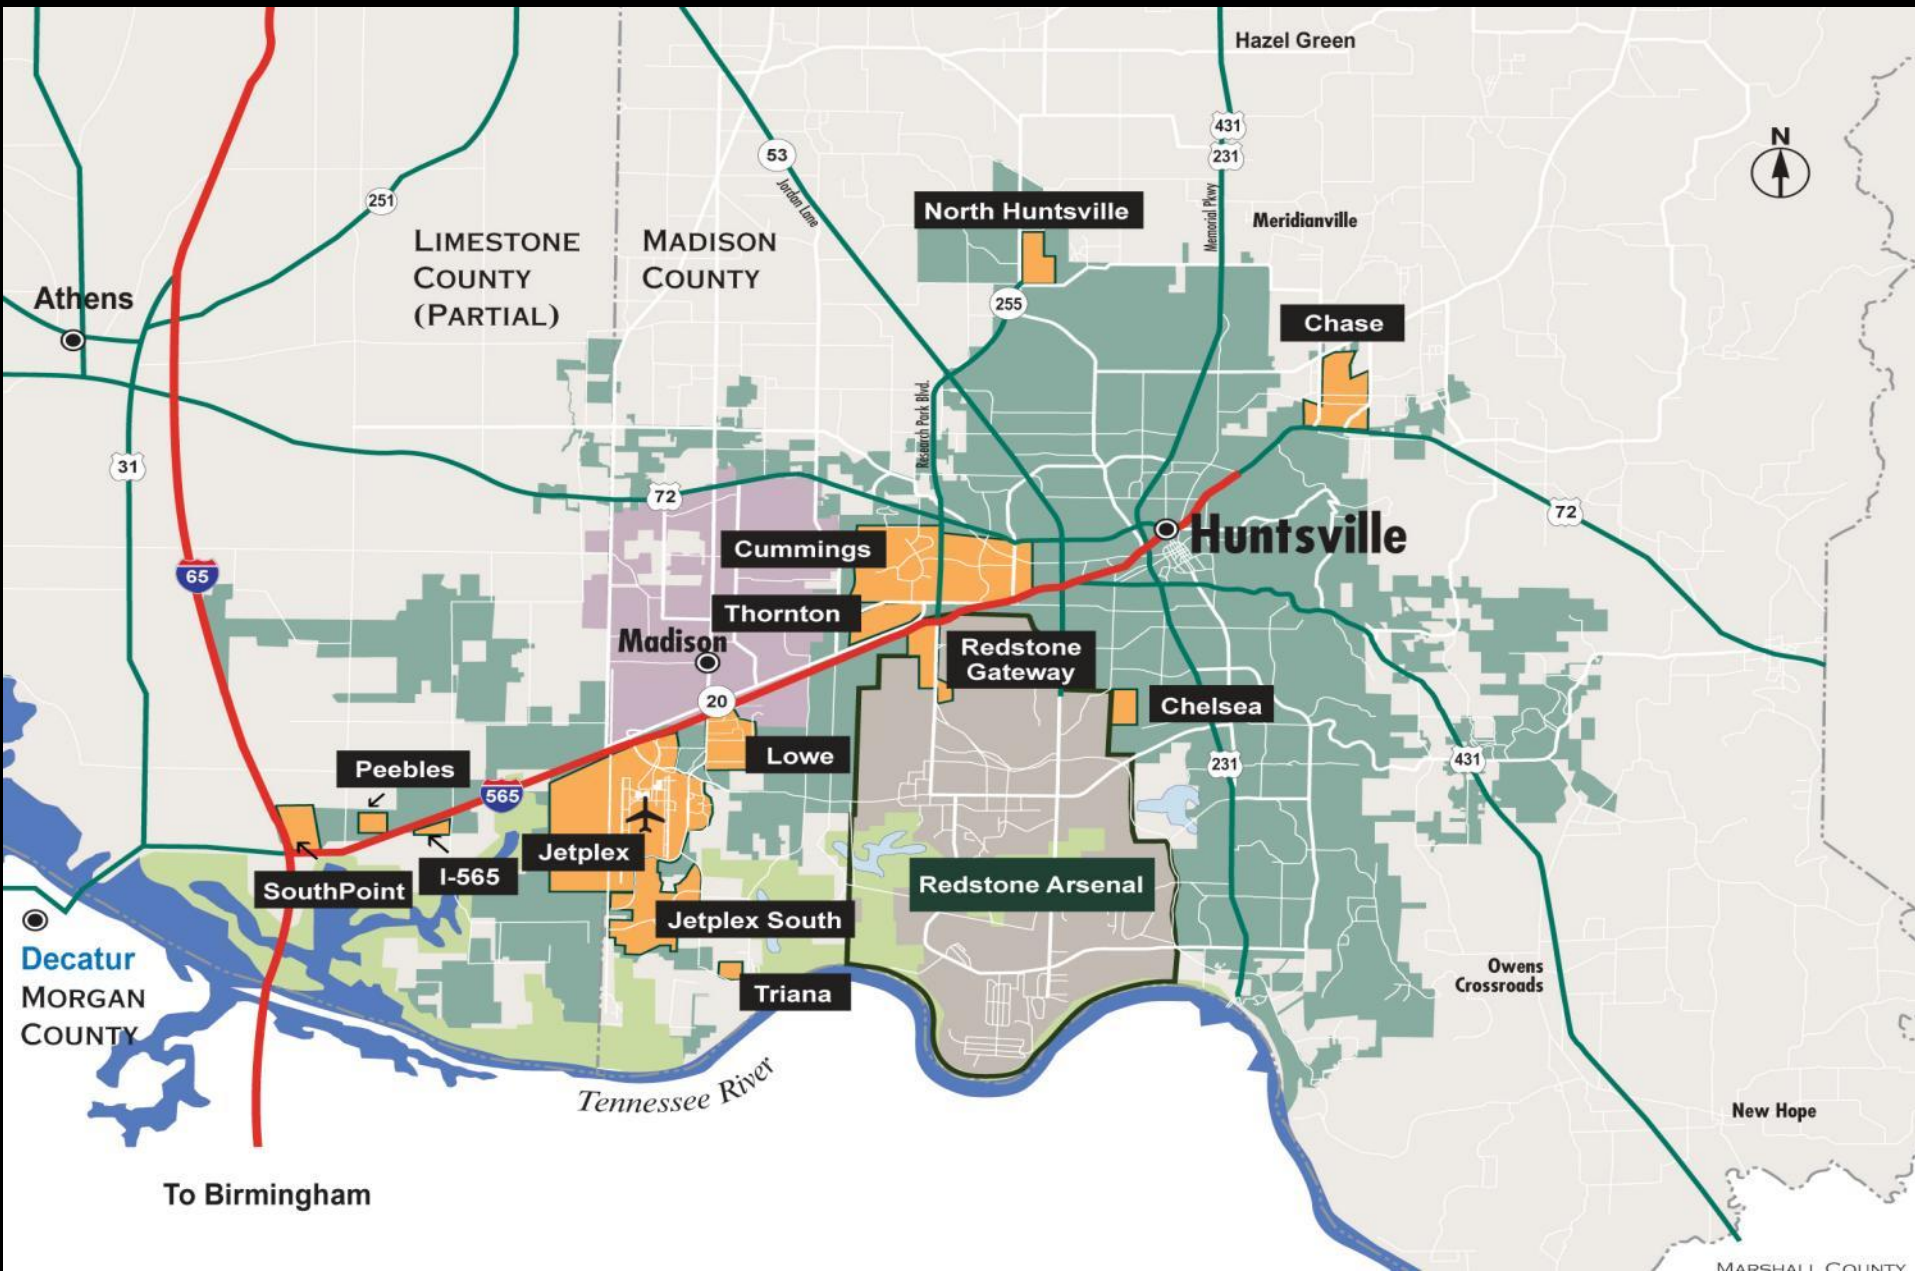 Hazel Green
N
431
231
53
Jordan Lane
Memorial Pkwy
251
North Huntsville
Meridianville
LIMESTONE
COUNTY
(PARTIAL)
MADISON
COUNTY
Athens
255
Chase
Research Park Blvd.
31
72
72
Huntsville
Cummings
65
Thornton
Madison
Redstone
Gateway
20
Chelsea
Lowe
Peebles
231
431
565
Jetplex
I-565
SouthPoint
Redstone Arsenal
Jetplex South
Decatur
MORGAN
COUNTY
Triana
Owens
Crossroads
Tennessee River
New Hope
To Birmingham
MARSHALL COUNTY